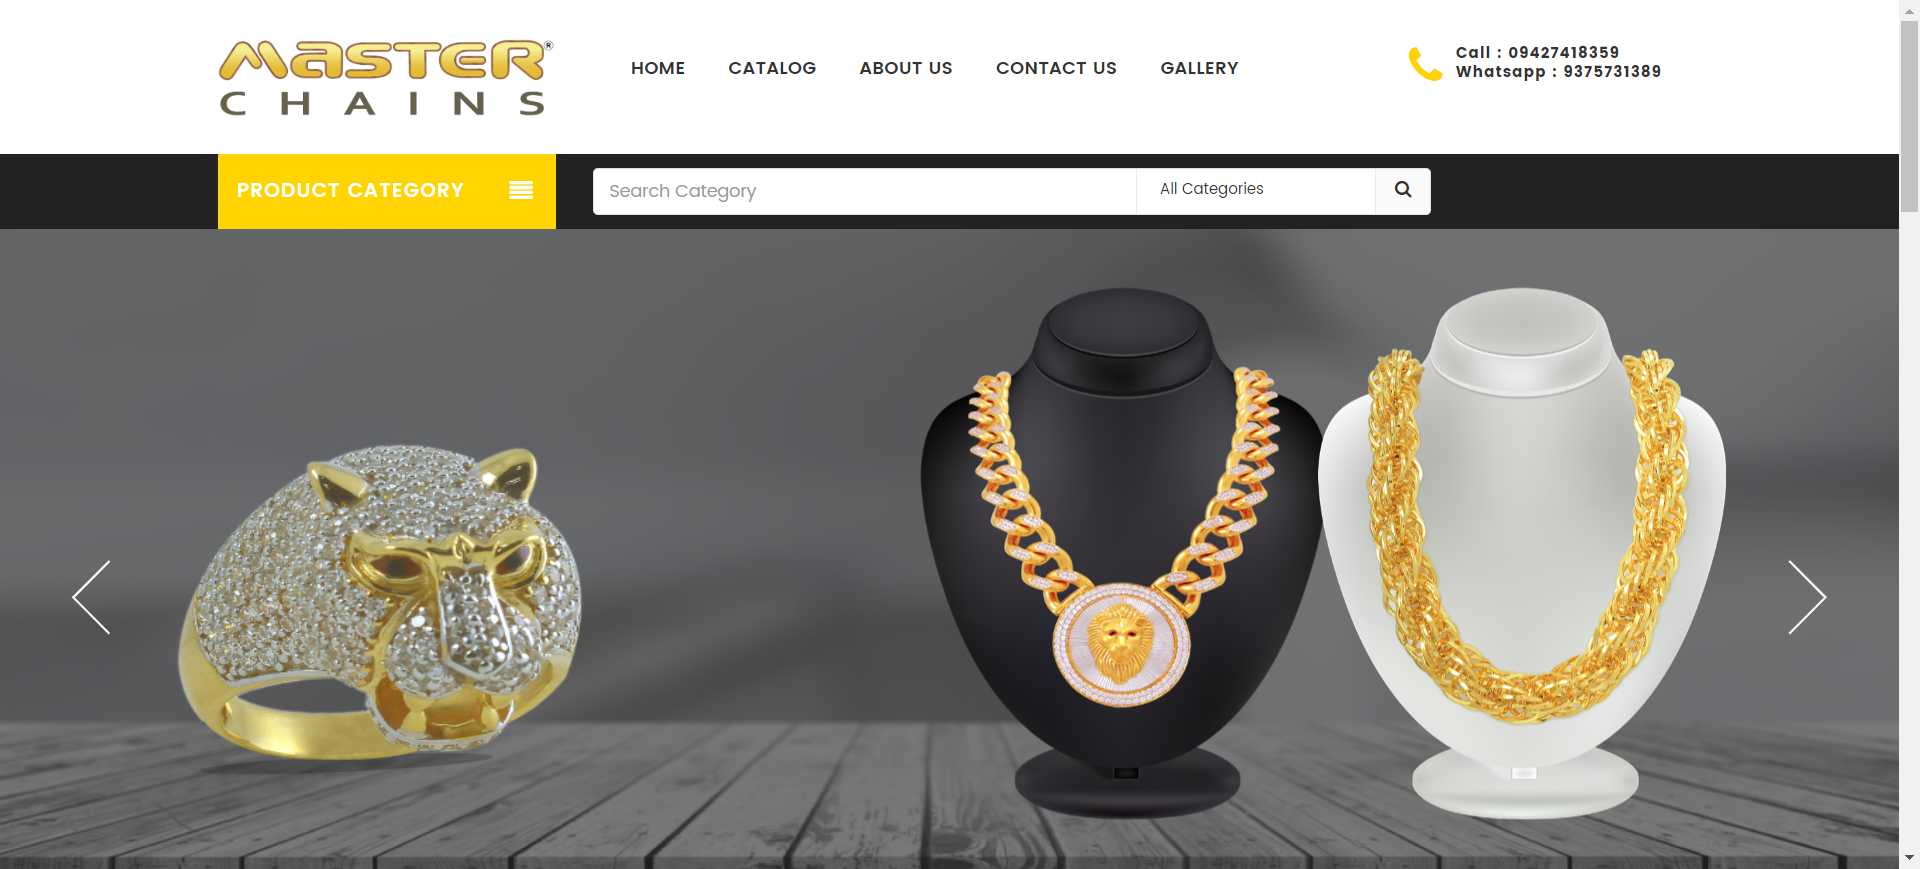 MASTER®
CHAINS
HOME CATALOG ABOUT US CONTACT US GALLERY
Call : 09427418359
Whatsapp : 9375731389
PRODUCT CATEGORY
Search Category
All Categories